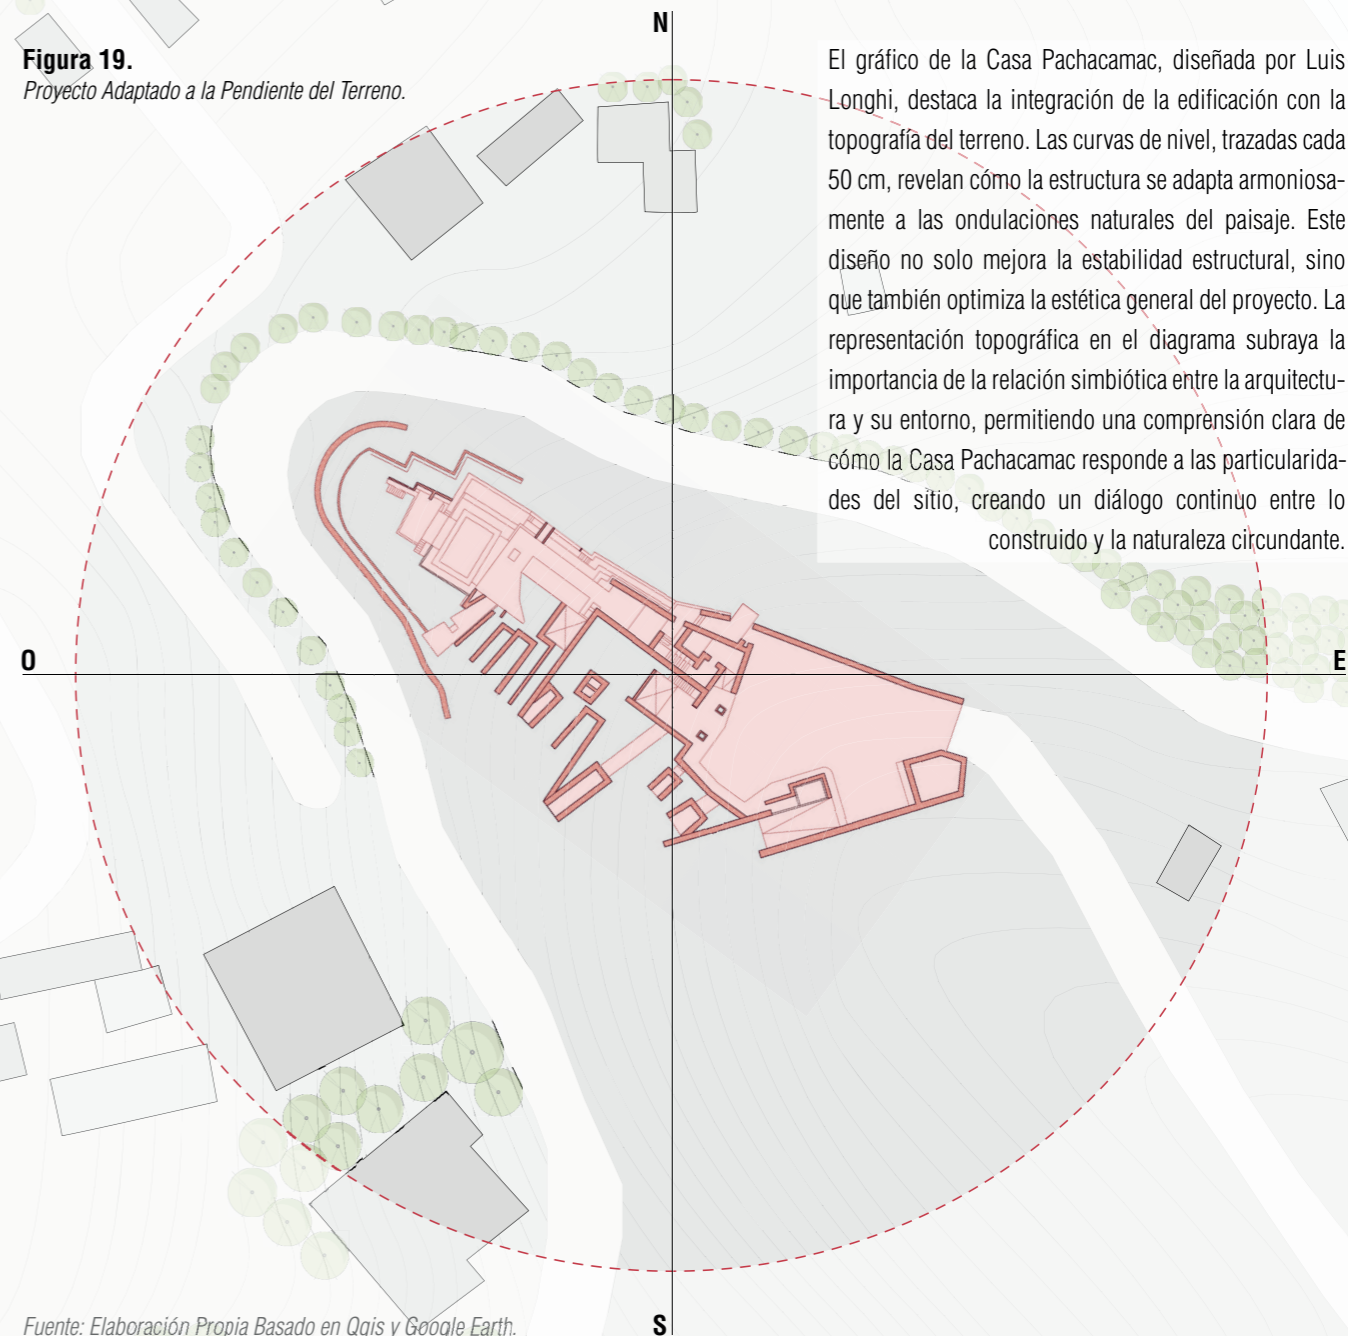 N
Figura 19.
Proyecto Adaptado a la Pendiente del Terreno.
El gráfico de la Casa Pachacamac, diseñada por Luis
Longhi, destaca la integración de la edificación con la
topografía del terreno. Las curvas de nivel, trazadas cada
50 cm, revelan cómo la estructura se adapta armoniosa-
mente a las ondulaciones naturales del paisaje. Este
diseño no solo mejora la estabilidad estructural, sino
que también optimiza la estética general del proyecto. La
representación topográfica en el diagrama subraya la
importancia de la relación simbiótica entre la arquitectu-
ra y su entorno, permitiendo una comprensión clara de
cómo la Casa Pachacamac responde a las particularida-
des del sitio, creando un diálogo continuo entre lo
construido y la naturaleza circundante.
O
E
S
Fuente: Elaboración Propia Basado en Qgis y Google Earth.